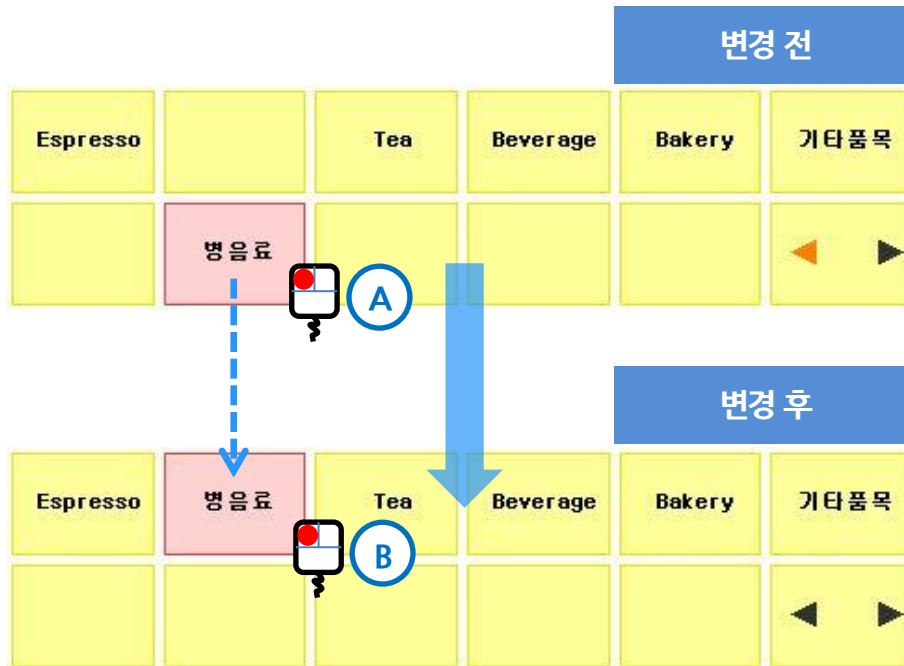 변경 전
Espresso Tea Beverage Bakery 기타품목
병음료
A
변경 후
Espresso 병음료 Tea Beverage Bakery 기타품목
B